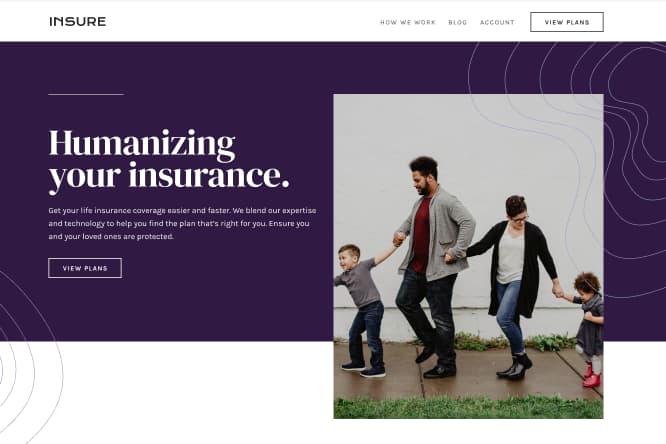 INSURE
HOW WE WORK
BLOG
ACCOUNT
VIEW PLANS
Humanizing
your insurance.
Get your life insurance coverage easier and faster. We blend our expertise
and technology to help you find the plan that's right for you. Ensure you
and your loved ones are protected.
VIEW PLANS